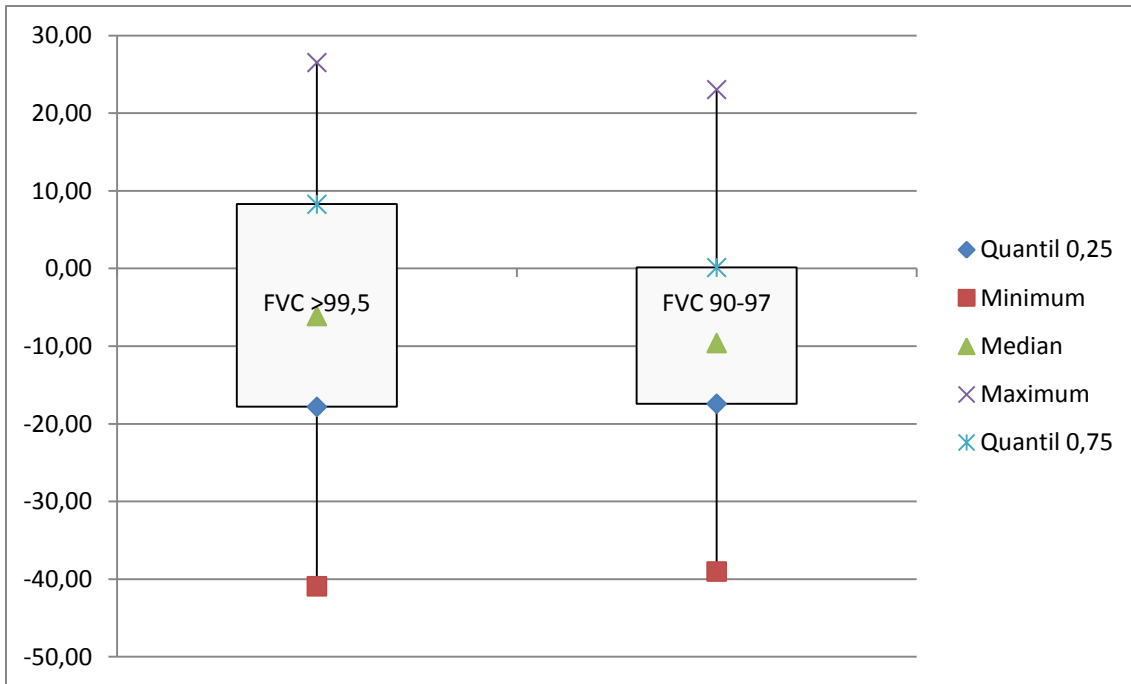 30,00
20,00
10,00
0,00
-10,00
-20,00
-30,00
-40,00
-50,00
FVC >99,5
FVC 90-97
Quantil 0,25
Minimum
Median
Maximum
Quantil 0,75